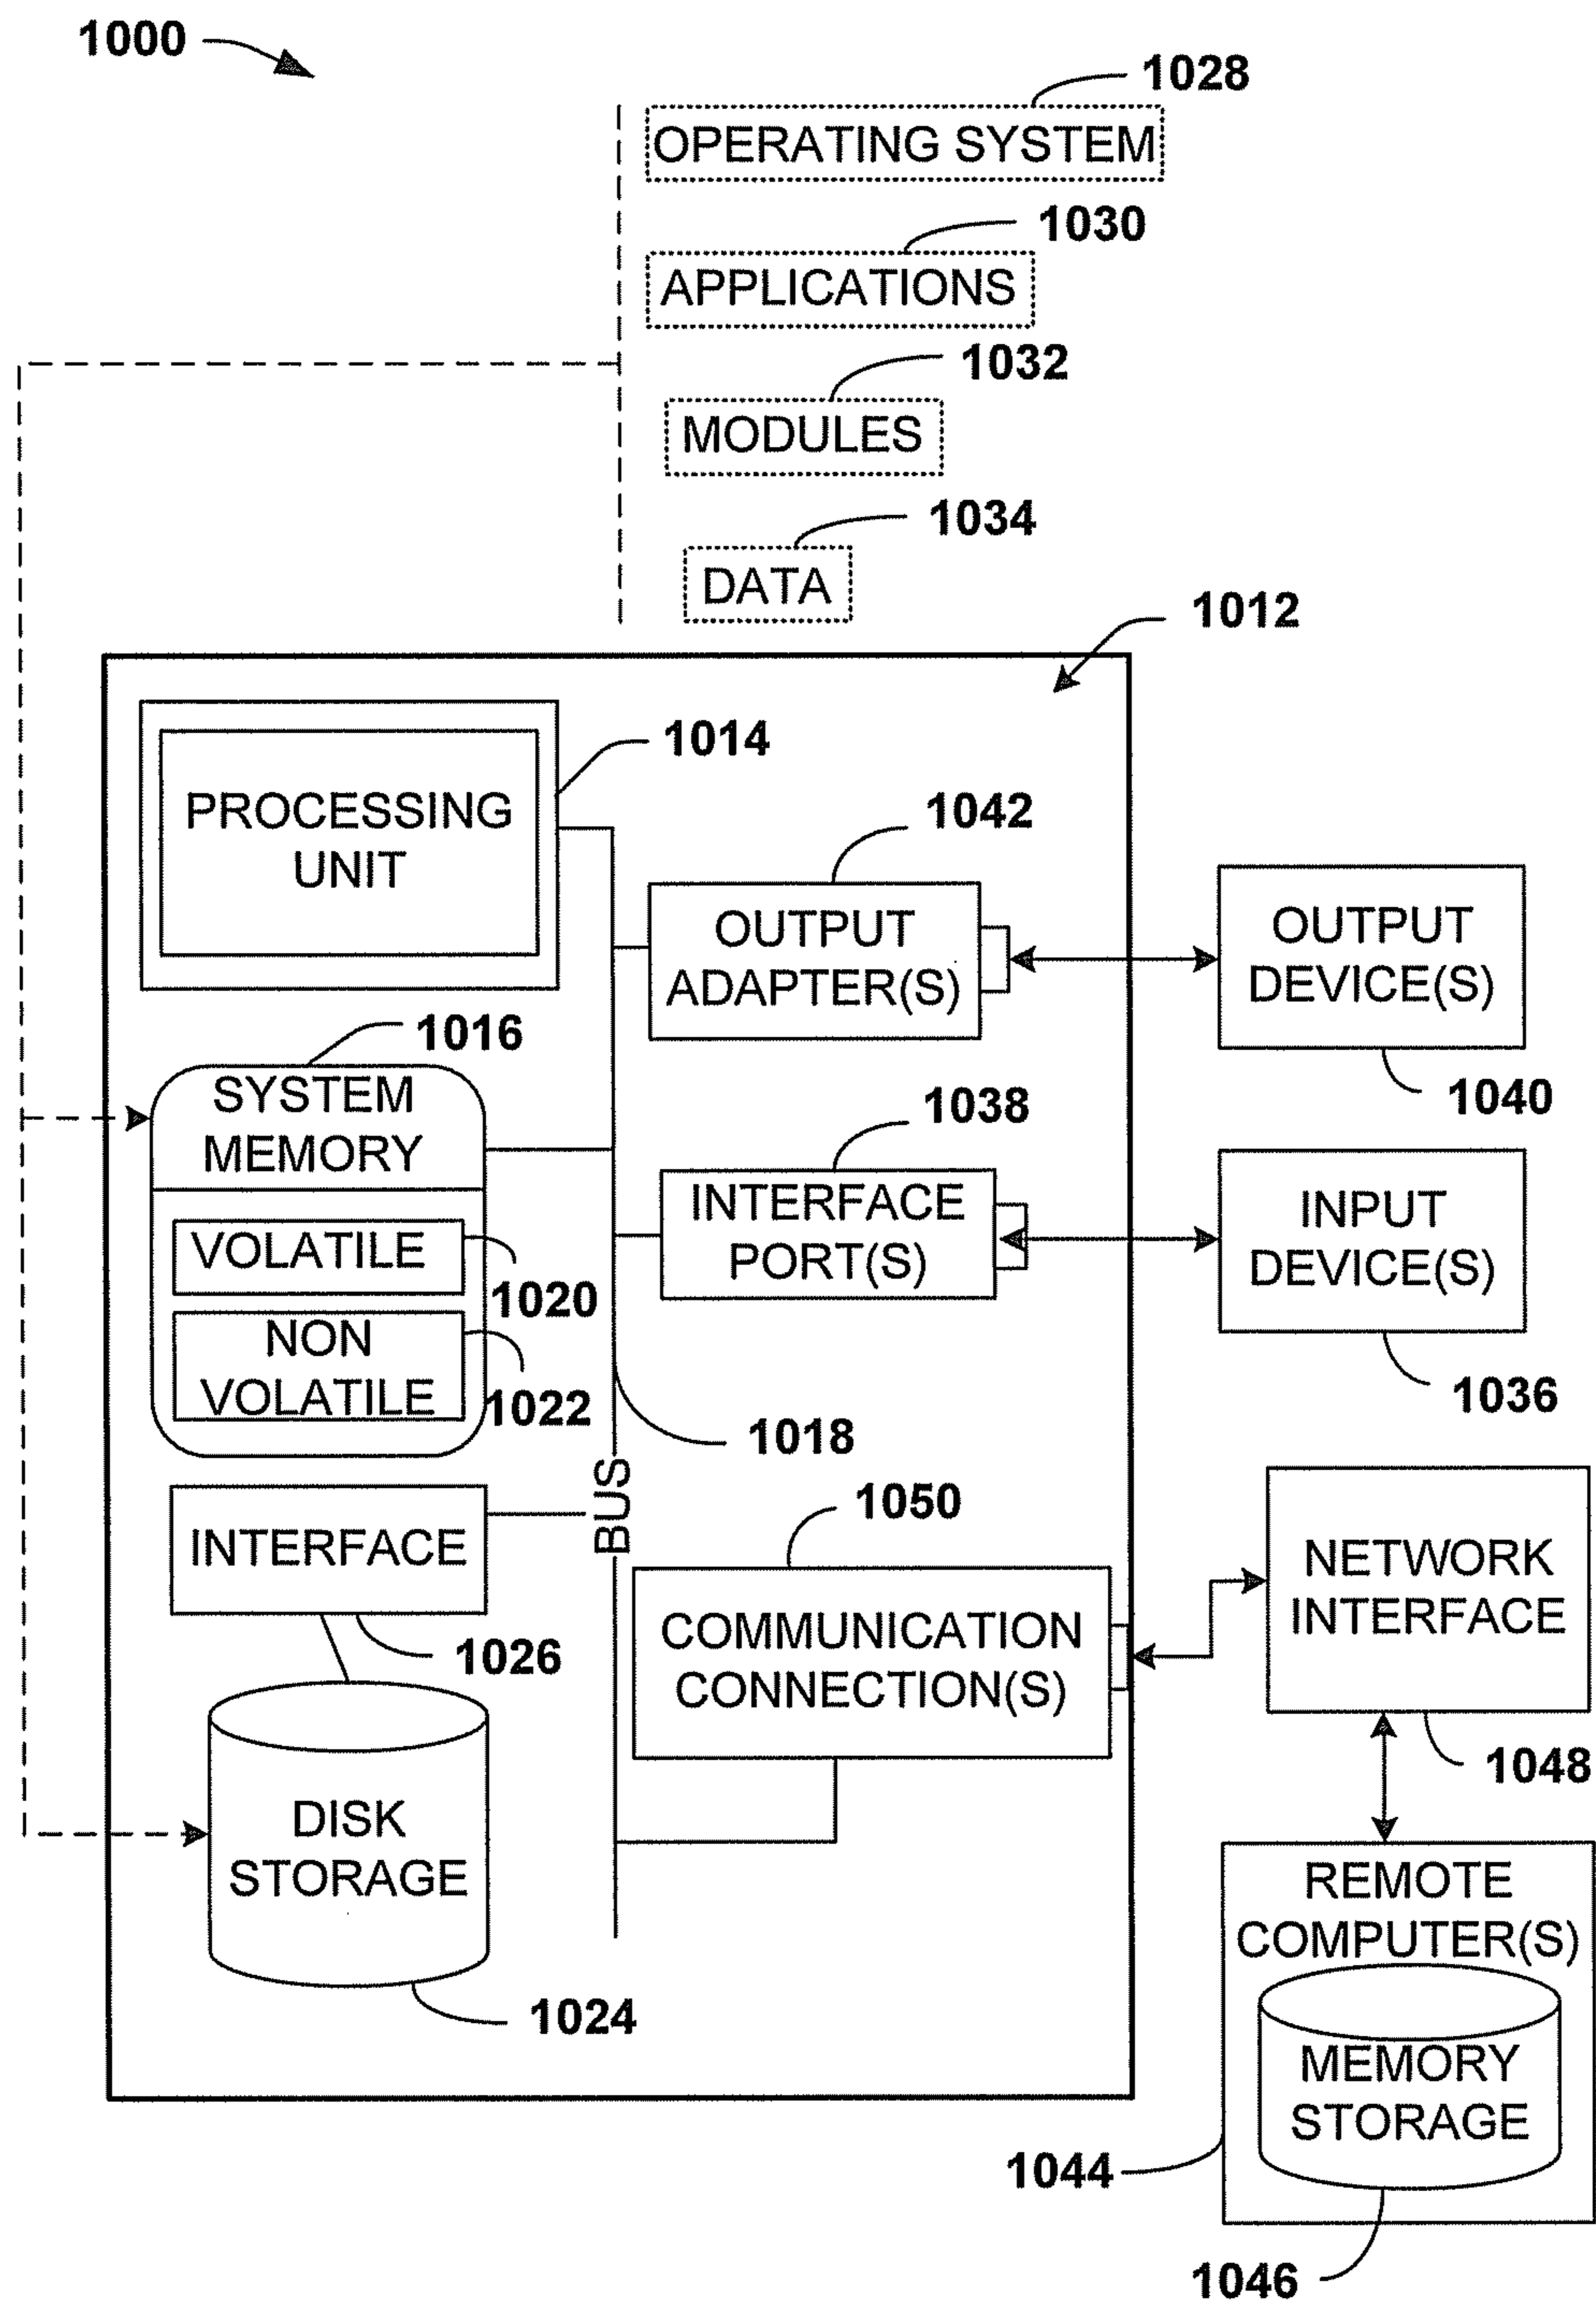 1000
1028
OPERATING SYSTEM
1030
APPLICATIONS
1032
MODULES
1034
DATA
1012
1014
PROCESSING
UNIT
1042
OUTPUT
ADAPTER(S)
OUTPUT
DEVICE(S)
1040
1016
SYSTEM
MEMORY
1038
INTERFACE
PORT(S)
INPUT
DEVICE(S)
1036
VOLATILE
1020
NON
VOLATILE
1022
1018
BUS
INTERFACE
1026
1050
COMMUNICATION
CONNECTION(S)
NETWORK
INTERFACE
1048
DISK
STORAGE
1024
REMOTE
COMPUTER(S)
MEMORY
STORAGE
1044
1046